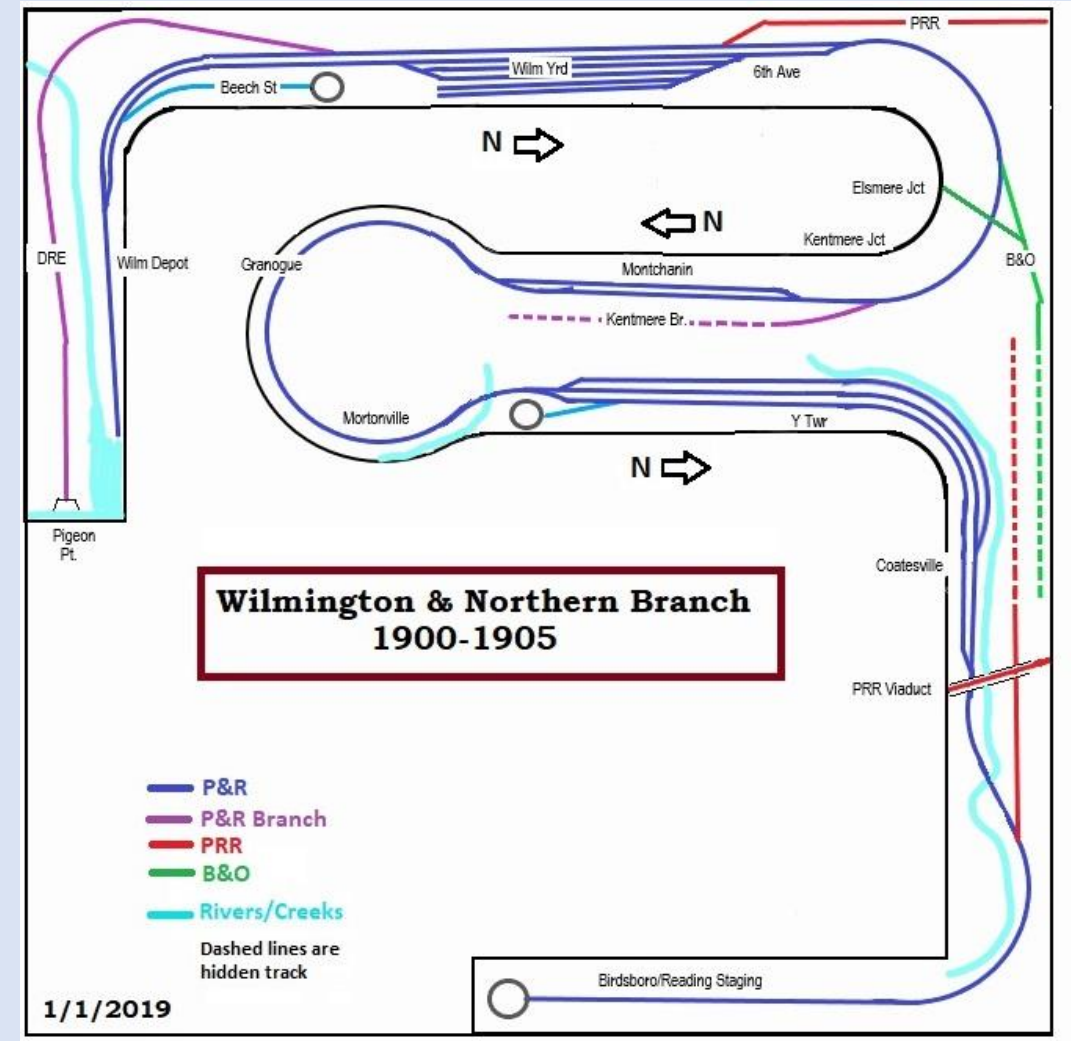 PRR
Wilm Yrd
6th Ave
Beech St
N
Elsmere Jct
N
Kentmere Jct
DRE
Wilm Depot
Granogue
Montchanin
B&O
Kentmere Br.
Mortonville
Y Twr
N
Pigeon
Pt.
Coatesville
Wilmington & Northern Branch
1900-1905
PRR Viaduct
P&R
P&R Branch
PRR
B&O
Rivers/Creeks
Dashed lines are
hidden track
Birdsboro/Reading Staging
1/1/2019